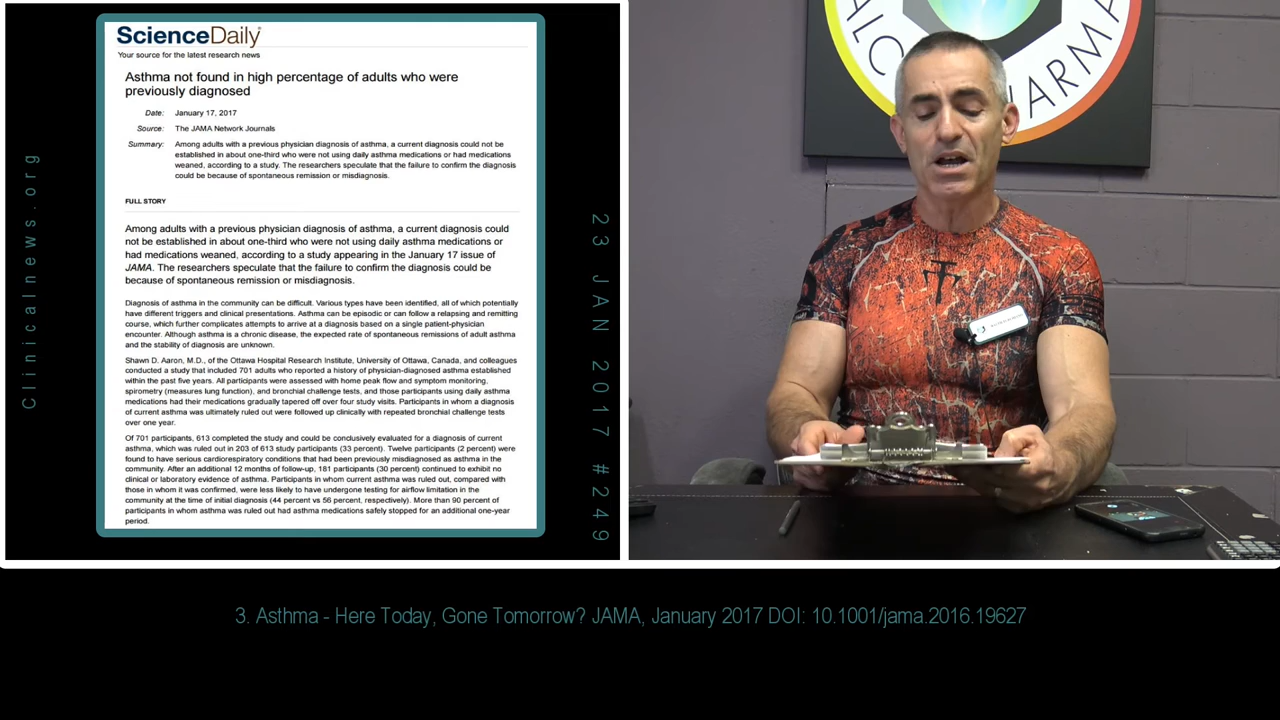 ScienceDaily
Your source for the latest research news
Asthma not found in high percentage of adults who were
previously diagnosed
Date: January 17, 2017
Source: The JAMA Network Journals
Summary: Among adults with a previous physician diagnosis of asthma, a current diagnosis could not be
established in about one-third who were not using daily asthma medications or had medications
weaned, according to a study. The researchers speculate that the failure to confirm the diagnosis
could be because of spontaneous remission or misdiagnosis.
FULL STORY
Among adults with a previous physician diagnosis of asthma, a current diagnosis could
not be established in about one-third who were not using daily asthma medications or
had medications weaned, according to a study appearing in the January 17 issue of
JAMA. The researchers speculate that the failure to confirm the diagnosis could be
because of spontaneous remission or misdiagnosis.
Diagnosis of asthma in the community can be difficult. Various types have been identified, all of which potentially
have different triggers and clinical presentations. Asthma can be episodic or can follow a relapsing and remitting
course, which further complicates attempts to arrive at a diagnosis based on a single patient-physician
encounter. Although asthma is a chronic disease, the expected rate of spontaneous remissions of adult asthma
and the stability of diagnosis are unknown.
Shawn D. Aaron, M.D., of the Ottawa Hospital Research Institute, University of Ottawa, Canada, and colleagues
conducted a study that included 701 adults who reported a history of physician-diagnosed asthma established
within the past five years. All participants were assessed with home peak flow and symptom monitoring,
spirometry (measures lung function), and bronchial challenge tests, and those participants using daily asthma
medications had their medications gradually tapered off over four study visits. Participants in whom a diagnosis
of current asthma was ultimately ruled out were followed up clinically with repeated bronchial challenge tests
over one year.
Of 701 participants, 613 completed the study and could be conclusively evaluated for a diagnosis of current
asthma, which was ruled out in 203 of 613 study participants (33 percent). Twelve participants (2 percent) were
found to have serious cardiorespiratory conditions that had been previously misdiagnosed as asthma in the
community. After an additional 12 months of follow-up, 181 participants (30 percent) continued to exhibit no
clinical or laboratory evidence of asthma. Participants in whom current asthma was ruled out, compared with
those in whom it was confirmed, were less likely to have undergone testing for airflow limitation in the
community at the time of initial diagnosis (44 percent vs 56 percent, respectively). More than 90 percent of
participants in whom asthma was ruled out had asthma medications safely stopped for an additional one-year
period.
Clinicalnews.org
23 JAN 2017 #249
3. Asthma - Here Today, Gone Tomorrow? JAMA, January 2017 DOI: 10.1001/jama.2016.19627